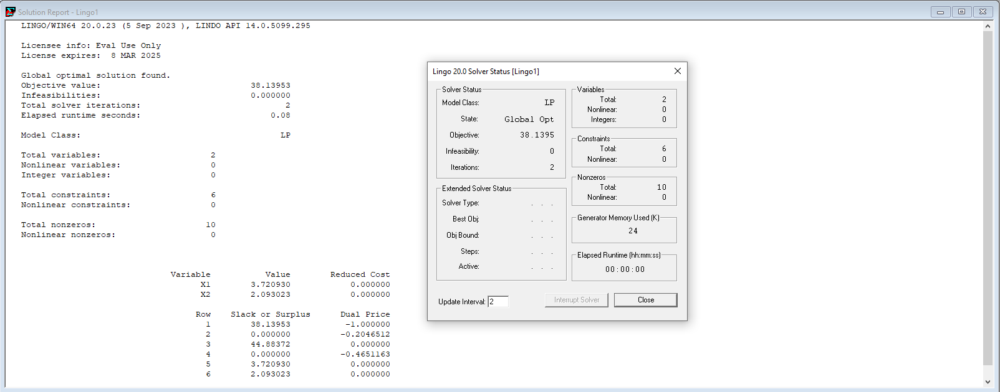 Solution Report - Lingo1
LINGO/WIN64 20.0.23 (5 Sep 2023 ), LINDO API 14.0.5099.295
Licensee info: Eval Use Only
License expires: 8 MAR 2025
Global optimal solution found.
Objective value: 38.13953
Infeasibilities: 0.000000
Total solver iterations: 2
Elapsed runtime seconds: 0.08
Model Class: LP
Total variables: 2
Nonlinear variables: 0
Integer variables: 0
Total constraints: 6
Nonlinear constraints: 0
Total nonzeros: 10
Nonlinear nonzeros: 0
Variable Value Reduced Cost
X1 3.720930 0.000000
X2 2.093023 0.000000
Row Slack or Surplus Dual Price
1 38.13953 -1.000000
2 0.000000 -0.2046512
3 44.88372 0.000000
4 0.000000 -0.4651163
5 3.720930 0.000000
6 2.093023 0.000000
Lingo 20.0 Solver Status [Lingo1]
Solver Status
Model Class: LP
State: Global Opt
Objective: 38.1395
Infeasibility: 0
Iterations: 2
Extended Solver Status
Solver Type: . . .
Best Obj: . . .
Obj Bound: . . .
Steps: . . .
Active: . . .
Variables
Total: 2
Nonlinear: 0
Integers: 0
Constraints
Total: 6
Nonlinear: 0
Nonzeros
Total: 10
Nonlinear: 0
Generator Memory Used (K)
24
Elapsed Runtime (hh:mm:ss)
00:00:00
Update Interval: 2
Interrupt Solver
Close